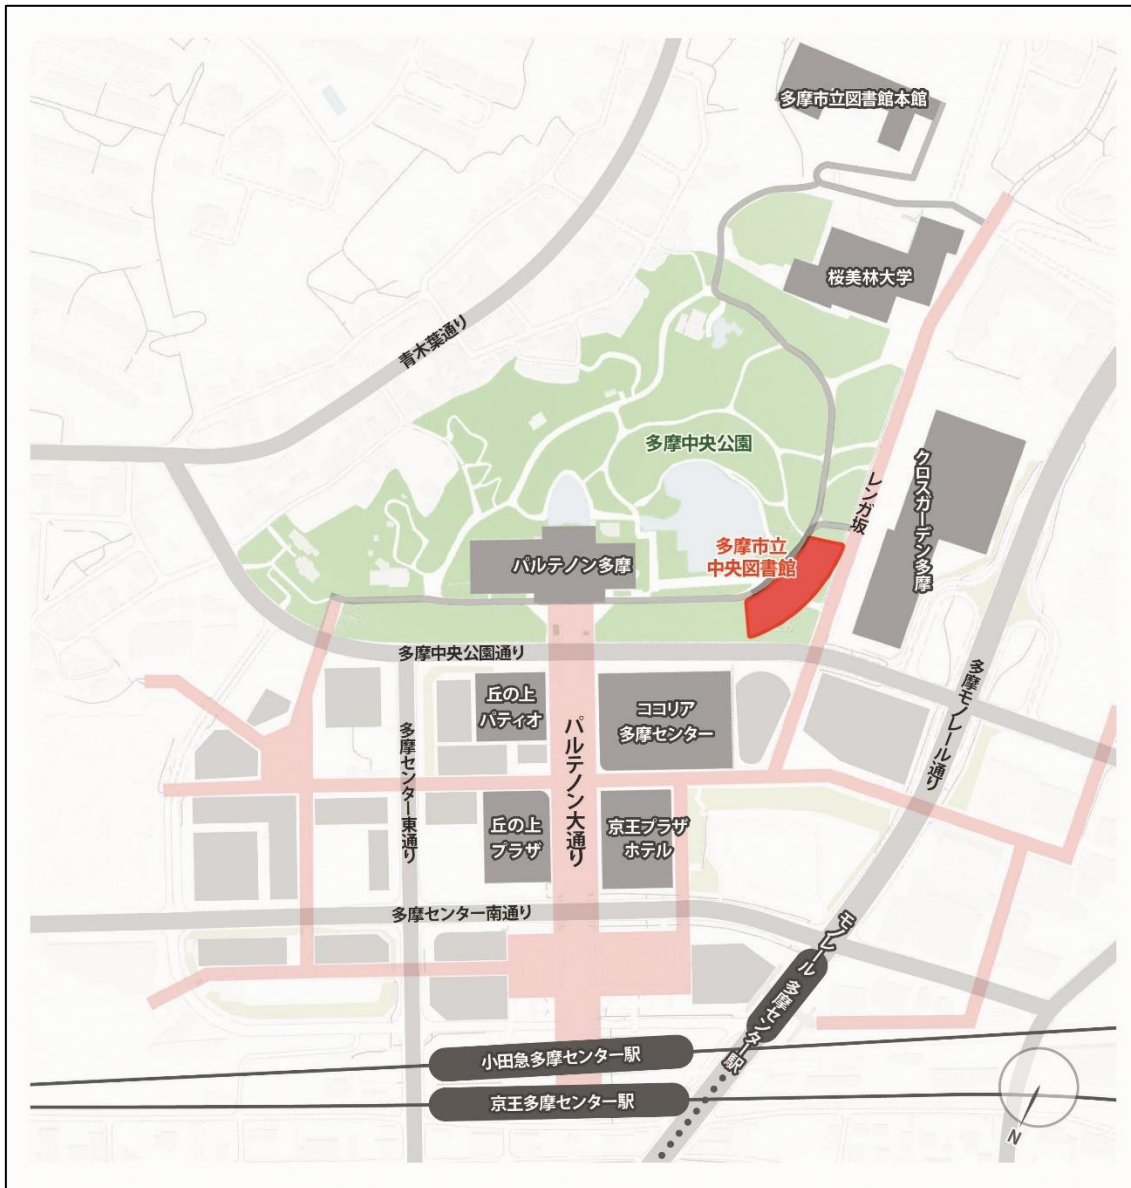 多摩市立図書館本館
桜美林大学
青木葉通り
多摩中央公園
レンガ坂
クロスガーデン多摩
多摩市立
中央図書館
パルテノン多摩
多摩中央公園通り
丘の上
パティオ
ココリア
多摩センター
多摩モノレール通り
多摩センター東通り
パルテノン大通り
丘の上
プラザ
京王プラザ
ホテル
多摩センター南通り
モノレール 多摩センター駅
小田急多摩センター駅
京王多摩センター駅
N